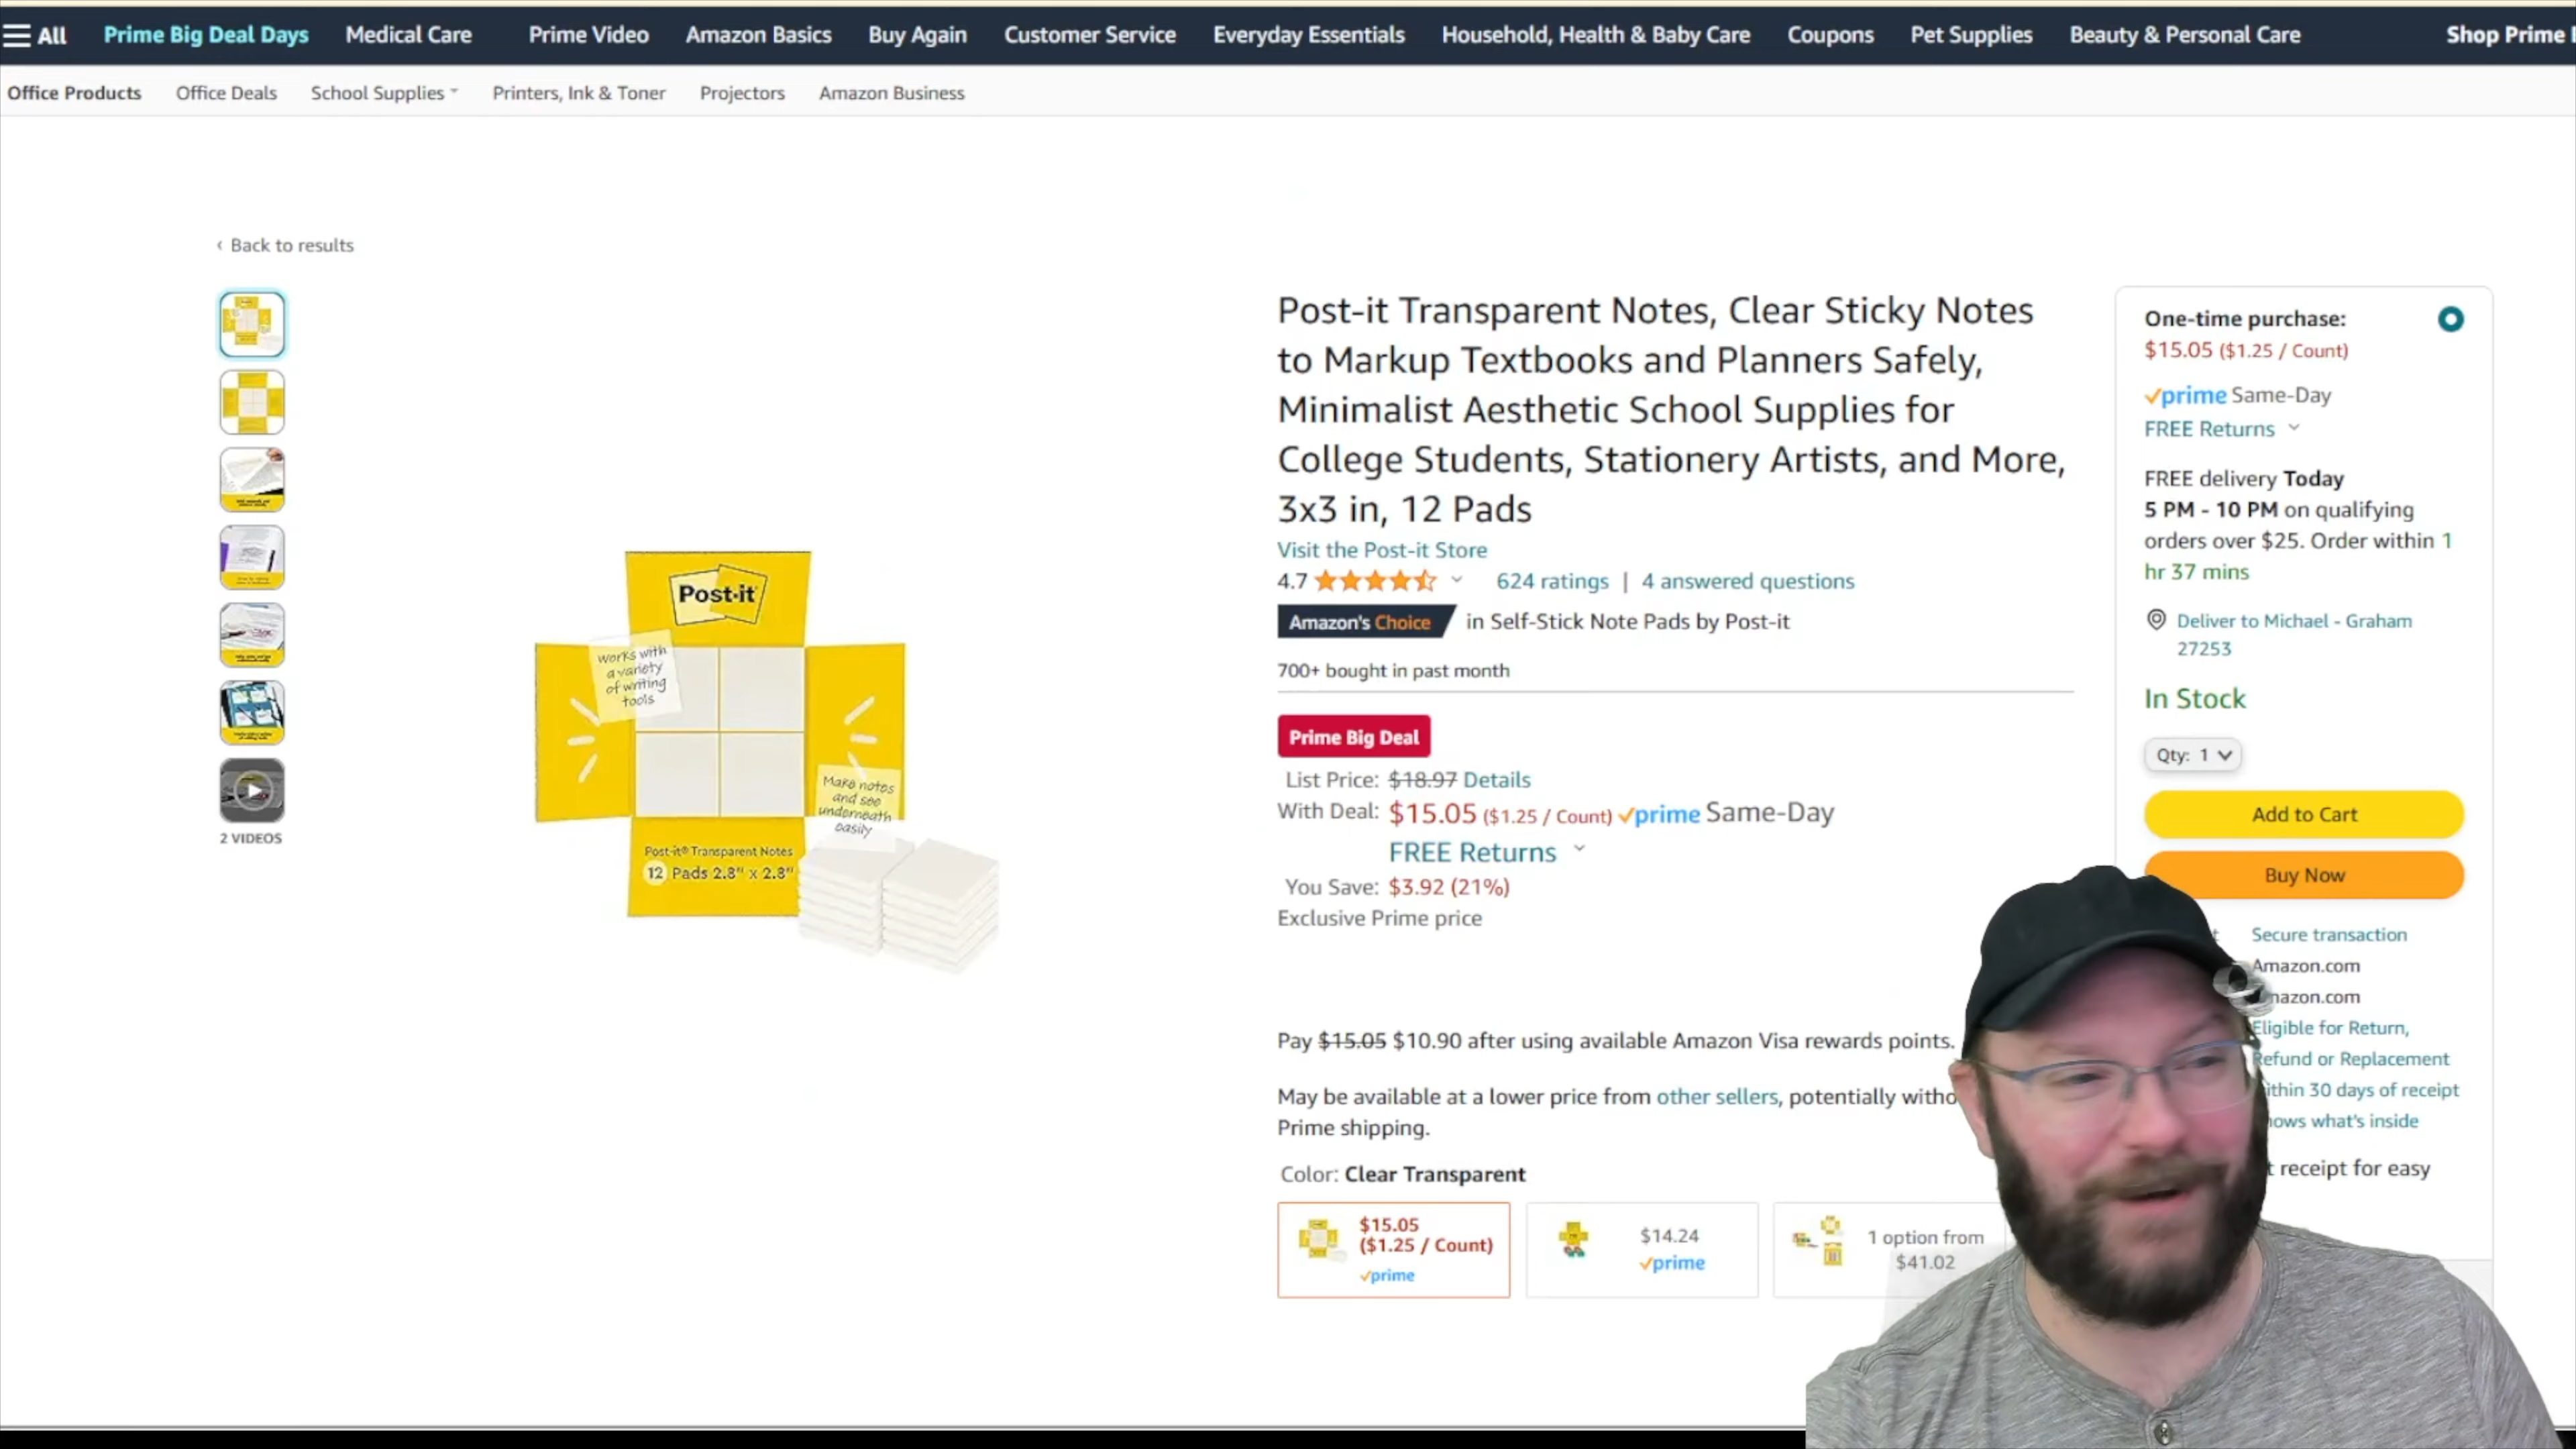 All
Prime Big Deal Days
Medical Care
Prime Video
Amazon Basics
Buy Again
Customer Service
Everyday Essentials
Household, Health & Baby Care
Coupons
Pet Supplies
Beauty & Personal Care
Shop Prime
Office Products
Office Deals
School Supplies
Printers, Ink & Toner
Projectors
Amazon Business
‹ Back to results
2 VIDEOS
Post-it
Works with
a variety
of writing
tools
Make notes
and see
underneath
easily
Post-it® Transparent Notes
12 Pads 2.8" x 2.8"
Post-it Transparent Notes, Clear Sticky Notes
to Markup Textbooks and Planners Safely,
Minimalist Aesthetic School Supplies for
College Students, Stationery Artists, and More,
3x3 in, 12 Pads
Visit the Post-it Store
4.7
624 ratings | 4 answered questions
Amazon's Choice in Self-Stick Note Pads by Post-it
700+ bought in past month
Prime Big Deal
List Price: $18.97 Details
With Deal: $15.05 ($1.25 / Count) prime Same-Day
FREE Returns
You Save: $3.92 (21%)
Exclusive Prime price
Pay $15.05 $10.90 after using available Amazon Visa rewards points.
May be available at a lower price from other sellers, potentially
Prime shipping.
Color: Clear Transparent
$15.05
($1.25 / Count)
prime
$14.24
prime
1 option from
$41.02
One-time purchase:
$15.05 ($1.25 / Count)
prime Same-Day
FREE Returns
FREE delivery Today
5 PM - 10 PM on qualifying
orders over $25. Order within 1
hr 37 mins
Deliver to Michael - Graham
27253
In Stock
Qty: 1
Add to Cart
Buy Now
Secure transaction
Amazon.com
Eligible for Return,
Refund or Replacement
30 days of receipt
what's inside
receipt for easy